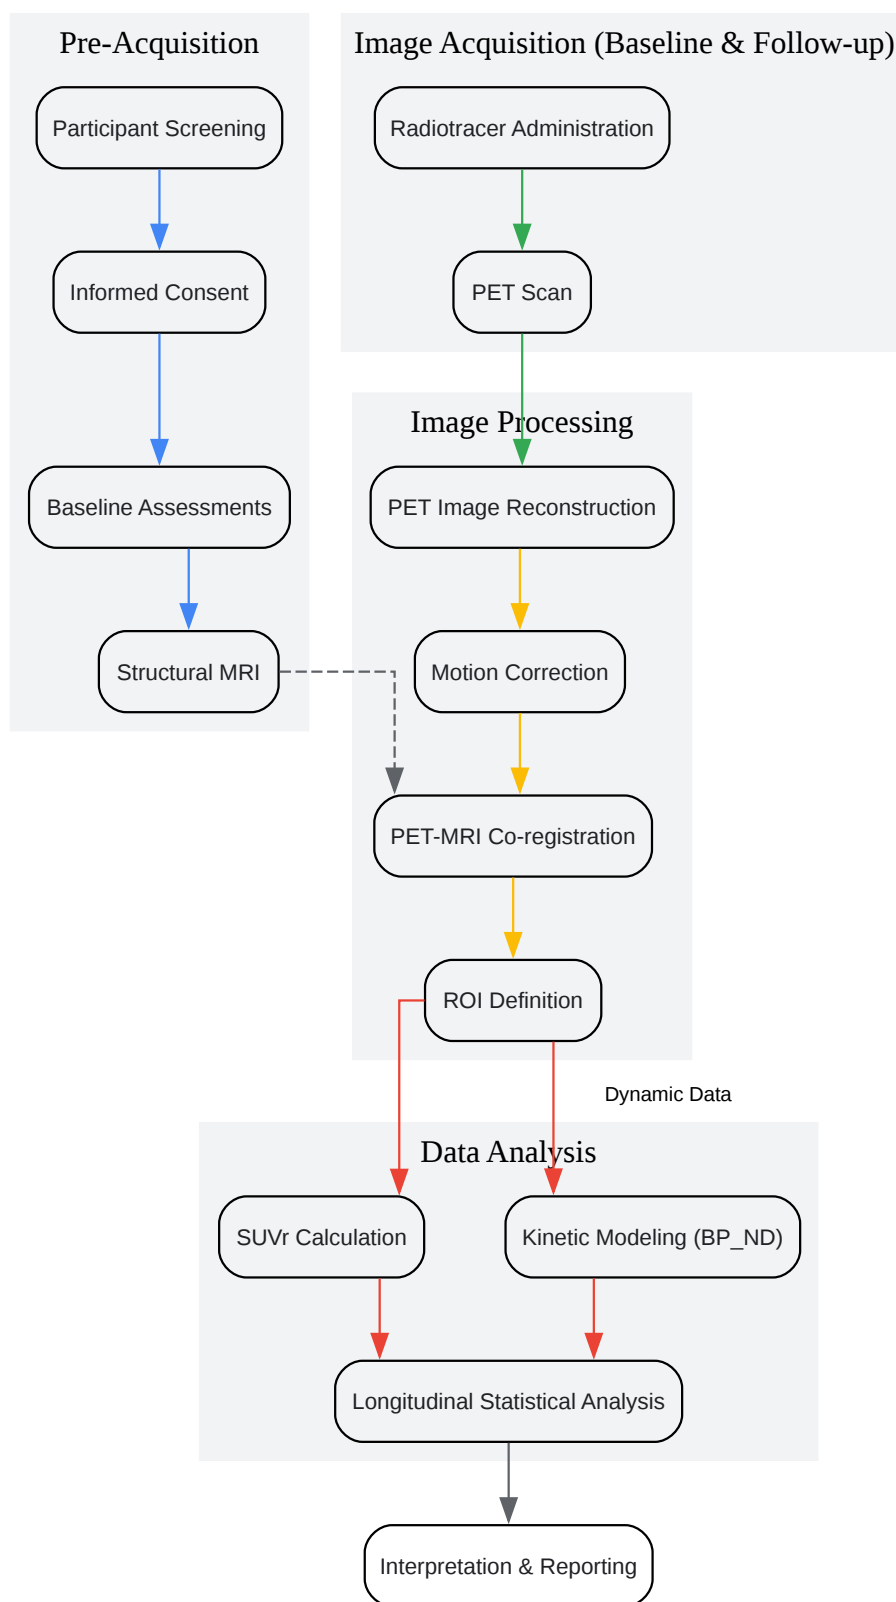 Pre-Acquisition
Participant Screening
Informed Consent
Baseline Assessments
Structural MRI
Image Acquisition (Baseline & Follow-up)
Radiotracer Administration
PET Scan
Image Processing
PET Image Reconstruction
Motion Correction
PET-MRI Co-registration
ROI Definition
Dynamic Data
Data Analysis
SUVr Calculation
Kinetic Modeling (BP_ND)
Longitudinal Statistical Analysis
Interpretation & Reporting